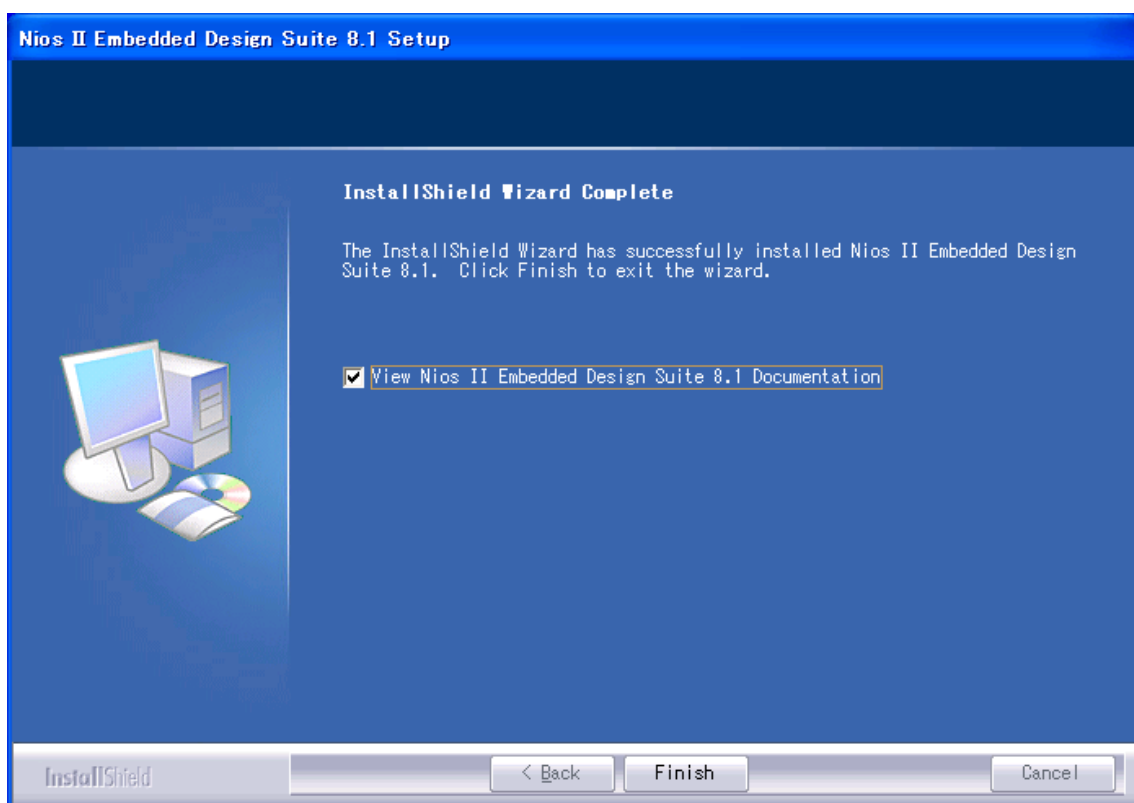 Nios II Embedded Design Suite 8.1 Setup
InstallShield Wizard Complete
The InstallShield Wizard has successfully installed Nios II Embedded Design
Suite 8.1. Click Finish to exit the wizard.
View Nios II Embedded Design Suite 8.1 Documentation
InstallShield
< Back
Finish
Cancel